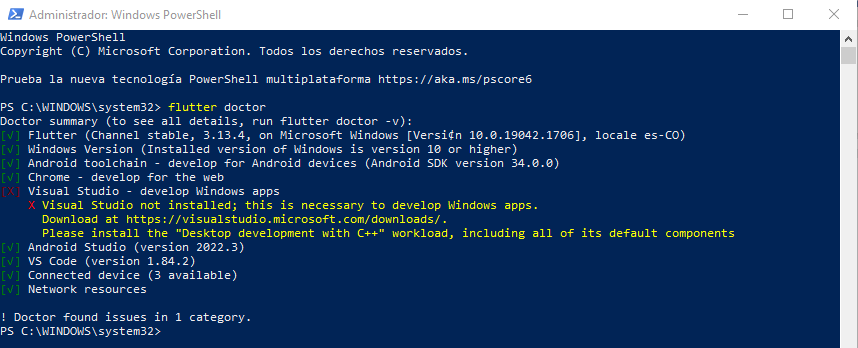 Administrador: Windows PowerShell
Windows PowerShell
Copyright (C) Microsoft Corporation. Todos los derechos reservados.
Prueba la nueva tecnología PowerShell multiplataforma https://aka.ms/pscore6
PS C:\WINDOWS\system32> flutter doctor
Doctor summary (to see all details, run flutter doctor -v):
[√] Flutter (Channel stable, 3.13.4, on Microsoft Windows [Versi¢n 10.0.19042.1706], locale es-CO)
[√] Windows Version (Installed version of Windows is version 10 or higher)
[√] Android toolchain - develop for Android devices (Android SDK version 34.0.0)
[√] Chrome - develop for the web
[X] Visual Studio - develop Windows apps
X Visual Studio not installed; this is necessary to develop Windows apps.
Download at https://visualstudio.microsoft.com/downloads/.
Please install the "Desktop development with C++" workload, including all of its default components
[√] Android Studio (version 2022.3)
[√] VS Code (version 1.84.2)
[√] Connected device (3 available)
[√] Network resources
! Doctor found issues in 1 category.
PS C:\WINDOWS\system32>